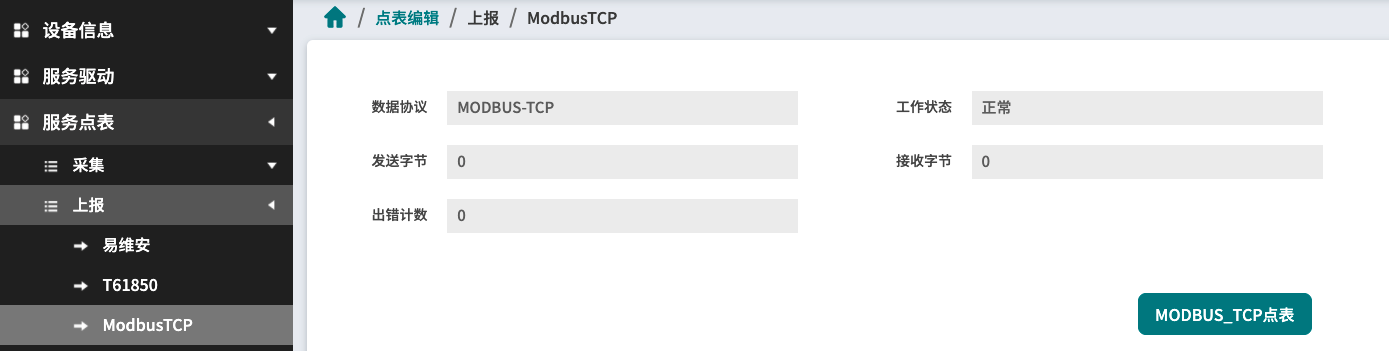 设备信息
服务驱动
服务点表
采集
上报
易维安
T61850
ModbusTCP
/ 点表编辑 / 上报 / ModbusTCP
数据协议 MODBUS-TCP 工作状态 正常
发送字节 0 接收字节 0
出错计数 0
MODBUS_TCP点表